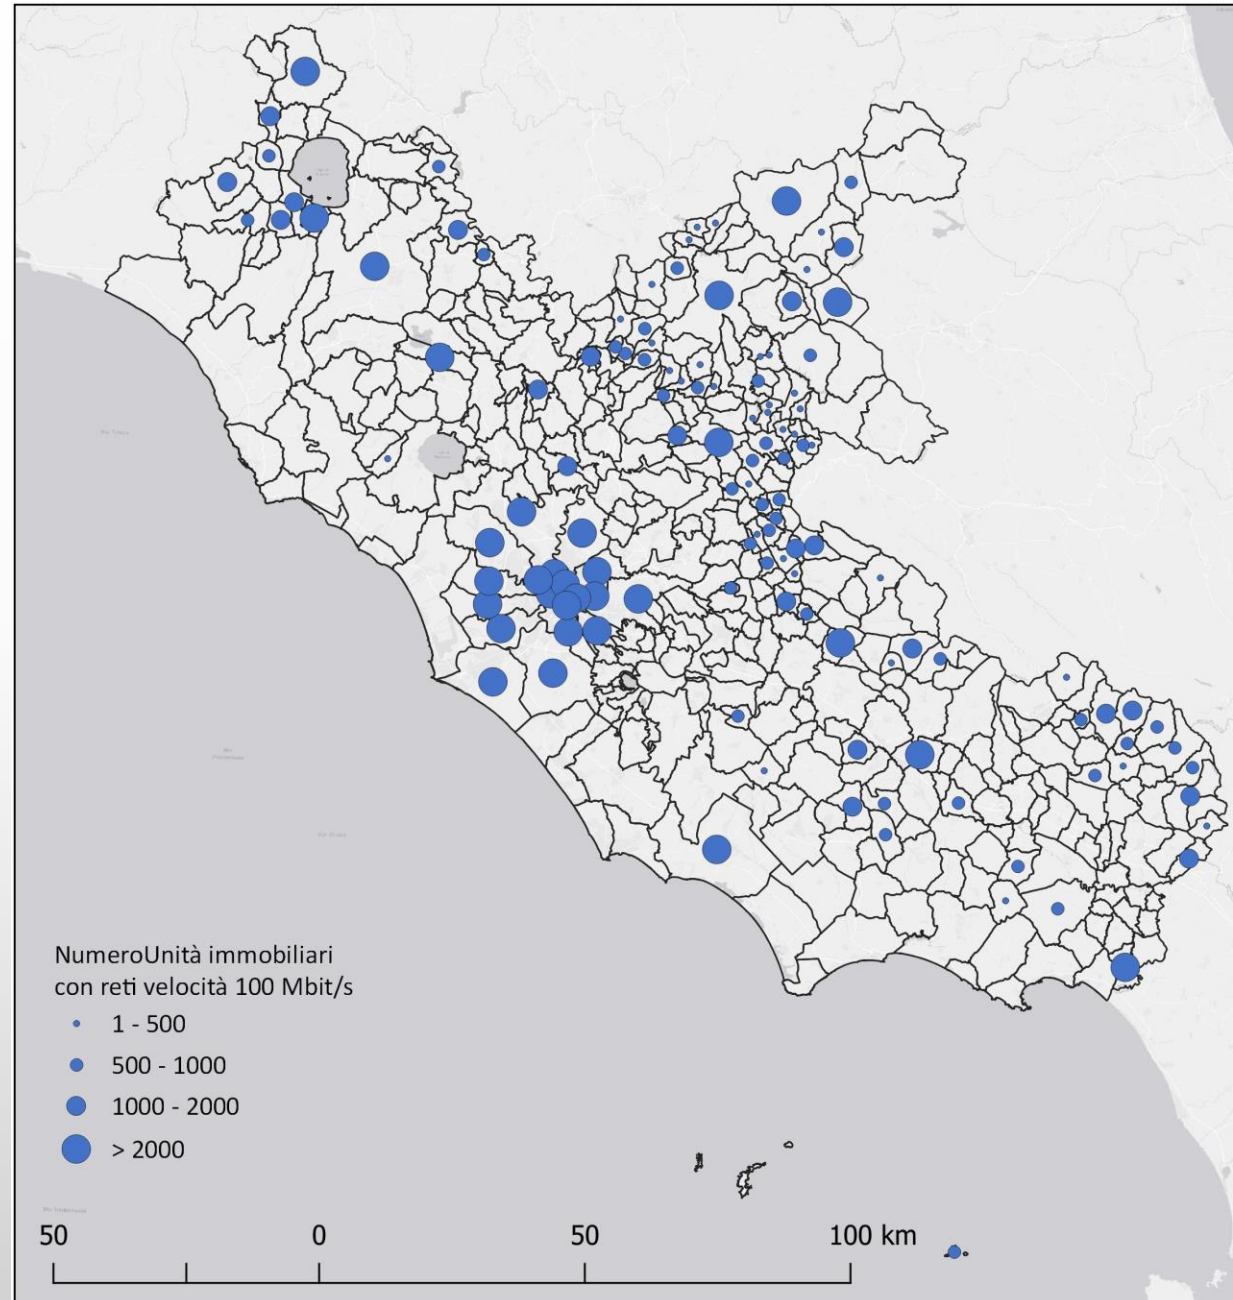 NumeroUnità immobiliari
con reti velocità 100 Mbit/s
1 - 500
500 - 1000
1000 - 2000
> 2000
50 0 50 100 km